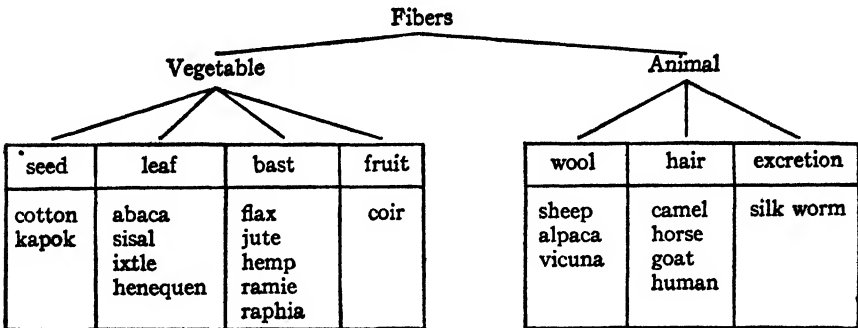 Fibers
Vegetable Animal
seed leaf bast fruit wool hair excretion
cotton abaca flax coir sheep camel silk worm
kapok sisal jute alpaca horse
ixtle hemp vicuna goat
henequen ramie human
raphia